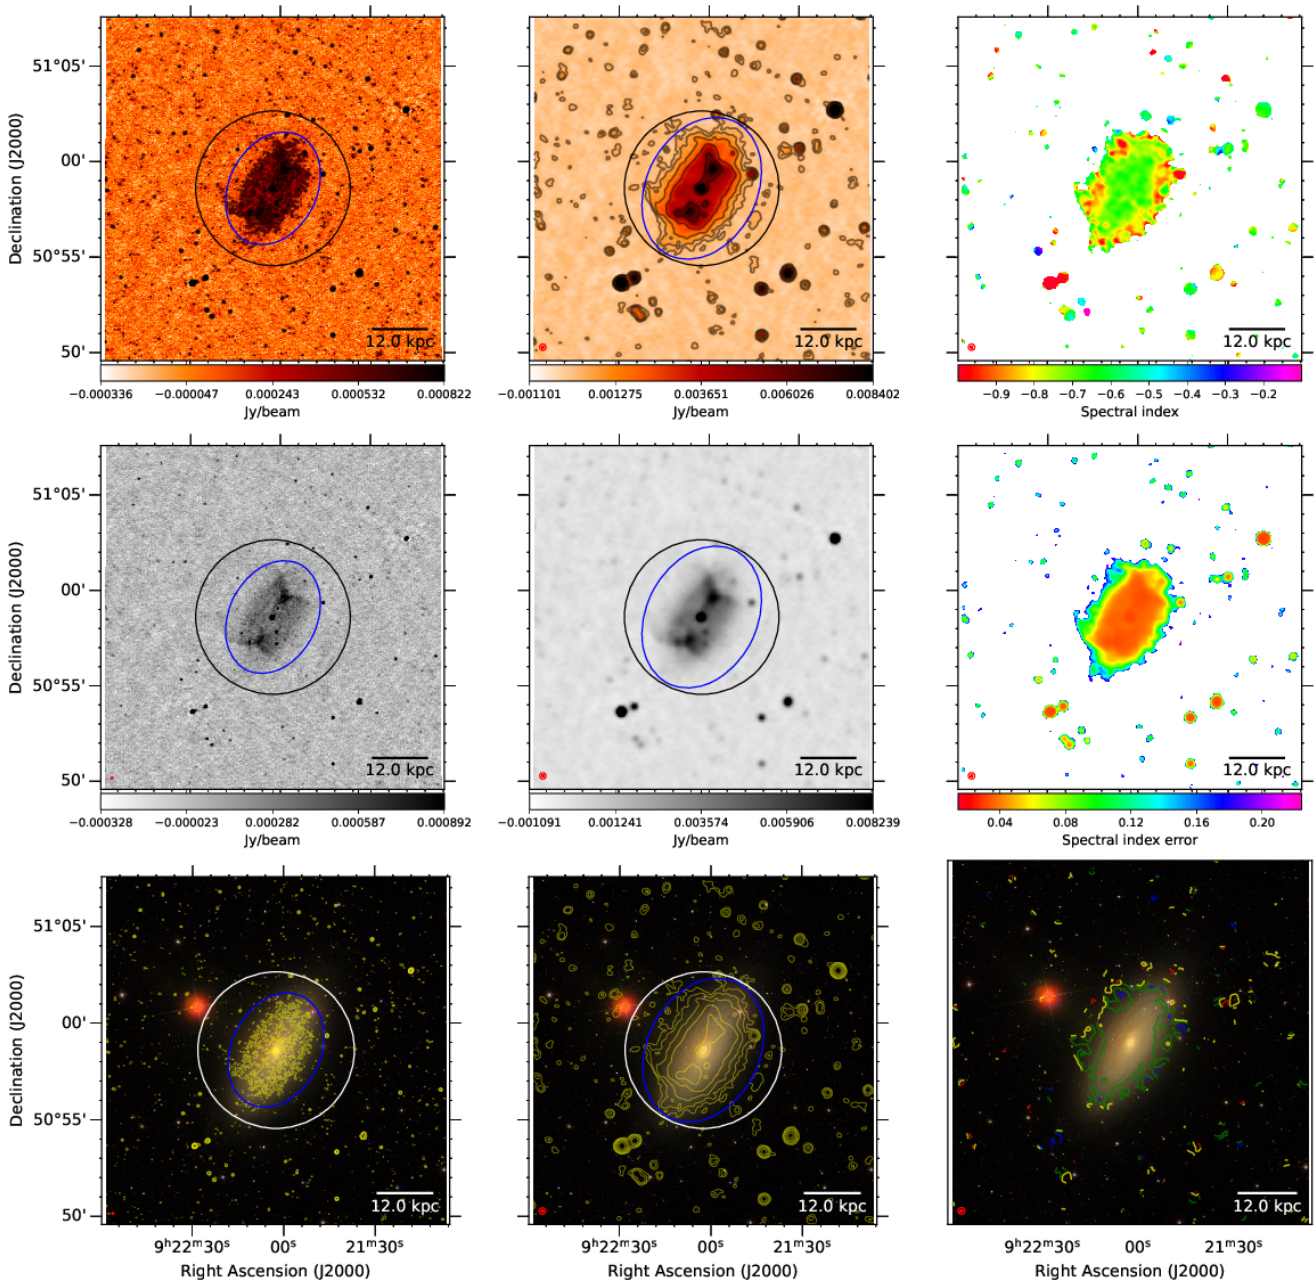 51°05'
00'
50°55'
50'
Declination (J2000)
12.0 kpc
12.0 kpc
12.0 kpc
−0.000336 −0.000047 0.000243 0.000532 0.000822
Jy/beam
−0.001101 0.001275 0.003651 0.006026 0.008402
Jy/beam
−0.9 −0.8 −0.7 −0.6 −0.5 −0.4 −0.3 −0.2
Spectral index
51°05'
00'
50°55'
50'
Declination (J2000)
12.0 kpc
12.0 kpc
12.0 kpc
−0.000328 −0.000023 0.000282 0.000587 0.000892
Jy/beam
−0.001091 0.001241 0.003574 0.005906 0.008239
Jy/beam
0.04 0.08 0.12 0.16 0.20
Spectral index error
51°05'
00'
50°55'
50'
Declination (J2000)
12.0 kpc
12.0 kpc
12.0 kpc
9ʰ22ᵐ30ˢ 00ˢ 21ᵐ30ˢ
Right Ascension (J2000)
9ʰ22ᵐ30ˢ 00ˢ 21ᵐ30ˢ
Right Ascension (J2000)
9ʰ22ᵐ30ˢ 00ˢ 21ᵐ30ˢ
Right Ascension (J2000)